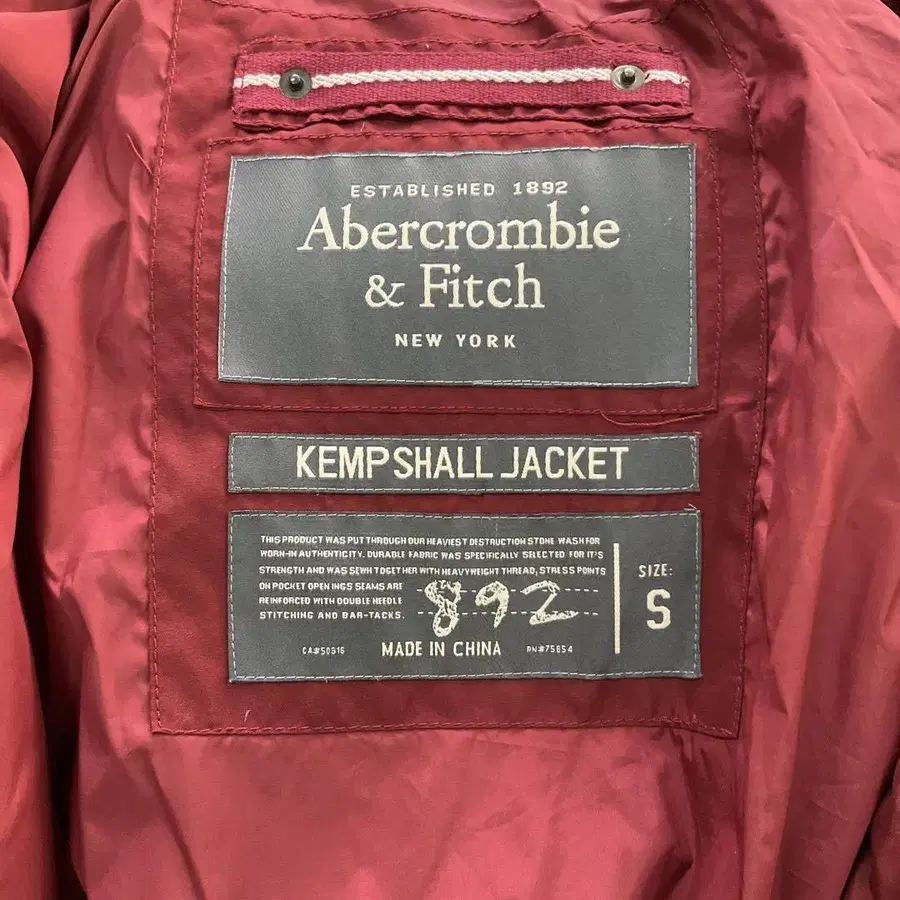 ESTABLISHED 1892
Abercrombie
& Fitch
NEW YORK
KEMPSHALL JACKET
THIS PRODUCT WAS PUT THROUGH OUR HEAVIEST DESTRUCTION STONE WASH FOR
WORN-IN AUTHENTICITY. DURABLE FABRIC WAS SPECIFICALLY SELECTED FOR IT'S
STRENGTH AND WAS SEWN TOGETHER WITH HEAVYWEIGHT THREAD, STRESS POINTS
ON POCKET OPENINGS SEAMS ARE
REINFORCED WITH DOUBLE NEEDLE
STITCHING AND BAR-TACKS.
892
CA#50916 MADE IN CHINA RN#75654
SIZE:
S